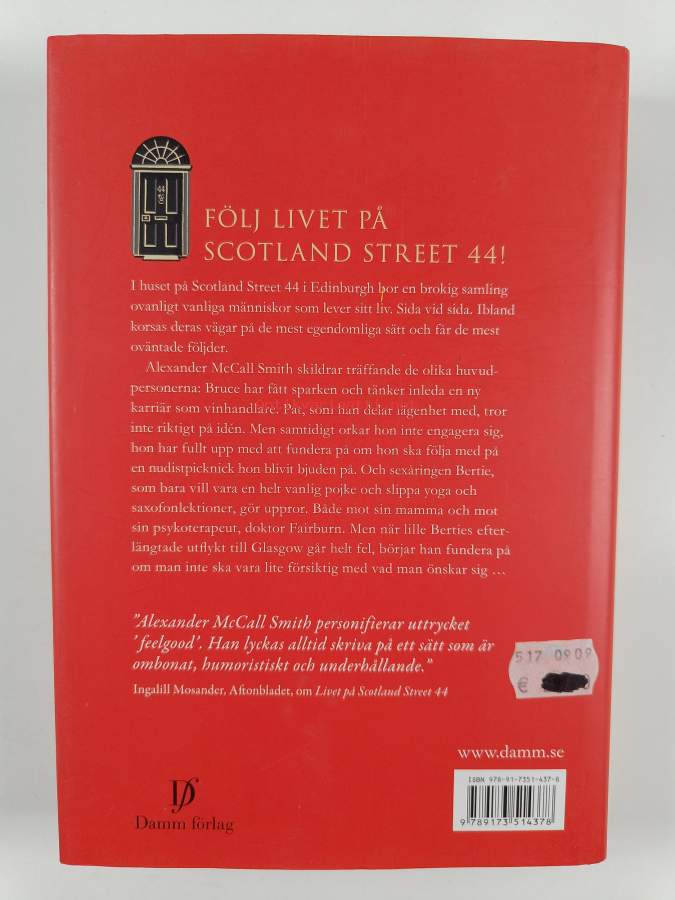 44
FÖLJ LIVET PÅ
SCOTLAND STREET 44!
I huset på Scotland Street 44 i Edinburgh bor en brokig samling
ovanligt vanliga människor som lever sitt liv. Sida vid sida. Ibland
korsas deras vägar på de mest egendomliga sätt och får de mest
oväntade följder.
Alexander McCall Smith skildrar träffande de olika huvud-
personerna: Bruce har fått sparken och tänker inleda en ny
karriär som vinhandlare. Pat, som han delar lägenhet med, tror
inte riktigt på idén. Men samtidigt orkar hon inte engagera sig,
hon har fullt upp med att fundera på om hon ska följa med på
en nudistpicknick hon blivit bjuden på. Och sexåringen Bertie,
som bara vill vara en helt vanlig pojke och slippa yoga och
saxofonlektioner, gör uppror. Både mot sin mamma och mot
sin psykoterapeut, doktor Fairburn. Men när lille Berties efter-
längtade utflykt till Glasgow går helt fel, börjar han fundera på
om man inte ska vara lite försiktig med vad man önskar sig …
”Alexander McCall Smith personifierar uttrycket
’feelgood’. Han lyckas alltid skriva på ett sätt som är
ombonat, humoristiskt och underhållande.”
Ingalill Mosander, Aftonbladet, om Livet på Scotland Street 44
517 0909
€
www.damm.se
ISBN 978-91-7351-437-8
9 789173 514378
Damm förlag